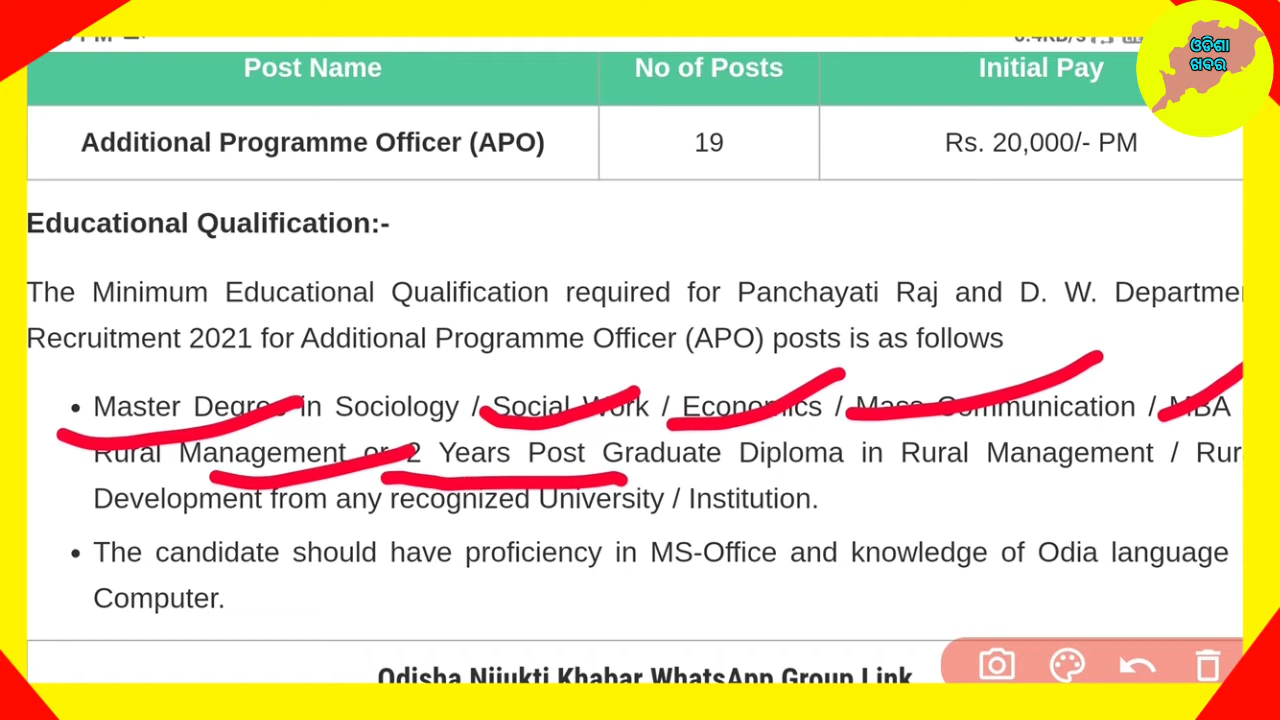 ଓଡିଶା
ଖବର
Post Name No of Posts Initial Pay
Additional Programme Officer (APO) 19 Rs. 20,000/- PM
Educational Qualification:-
The Minimum Educational Qualification required for Panchayati Raj and D. W. Departme
Recruitment 2021 for Additional Programme Officer (APO) posts is as follows
• Master Degree in Sociology / Social Work / Economics / Mass Communication / MBA
Rural Management or 2 Years Post Graduate Diploma in Rural Management / Rur
Development from any recognized University / Institution.
• The candidate should have proficiency in MS-Office and knowledge of Odia language
Computer.
Odisha Nijukti Khabar WhatsApp Group Link